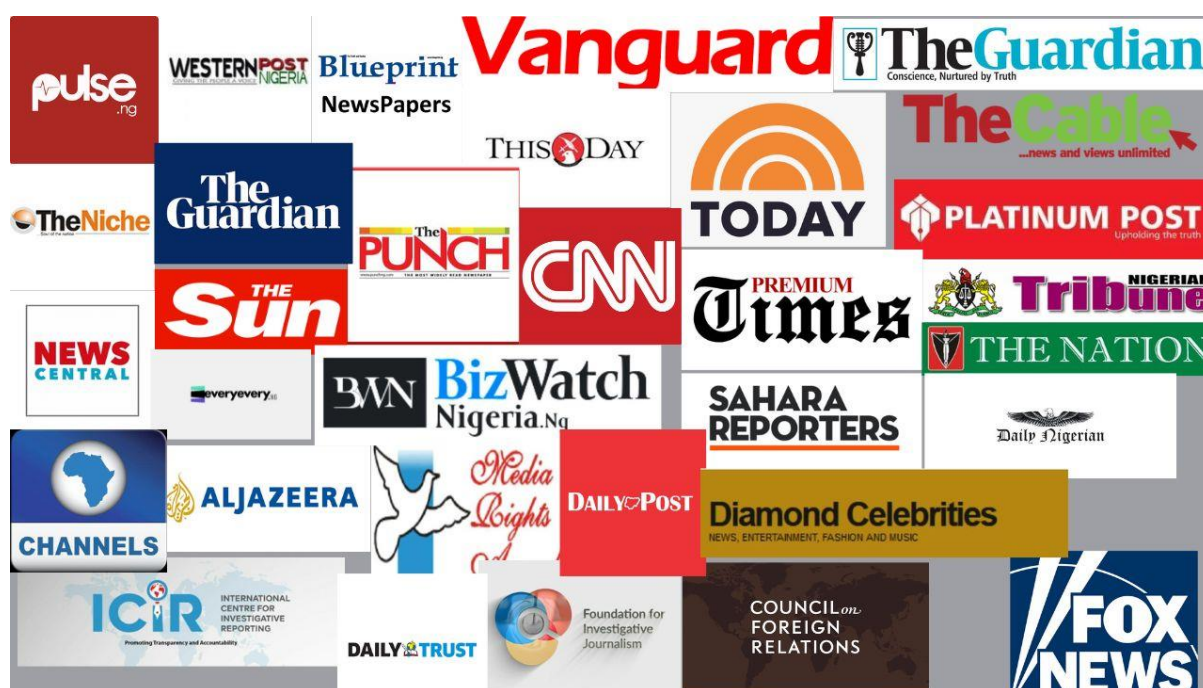 pulse
.ng
WESTERNPOST
NIGERIA
GIVING THE PEOPLE A VOICE
Blueprint
NewsPapers
Vanguard
TheGuardian
Conscience, Nurtured by Truth
THISDAY
TheCable
...news and views unlimited
TheNiche
The
Guardian
The
PUNCH
THE MOST WIDELY READ NEWSPAPER
CNN
TODAY
PLATINUM POST
Upholding the truth
THE
Sun
PREMIUM
Times
NIGERIAN
Tribune
THE NATION
NEWS
CENTRAL
everyevery
BWN
BizWatch
Nigeria.Ng
SAHARA
REPORTERS
Daily Nigerian
CHANNELS
ALJAZEERA
Media
Rights
A
DAILY POST
Diamond Celebrities
NEWS, ENTERTAINMENT, FASHION AND MUSIC
ICiR
INTERNATIONAL
CENTRE FOR
INVESTIGATIVE
REPORTING
Promoting Transparency and Accountability
DAILY TRUST
Foundation for
Investigative
Journalism
COUNCIL on
FOREIGN
RELATIONS
FOX
NEWS